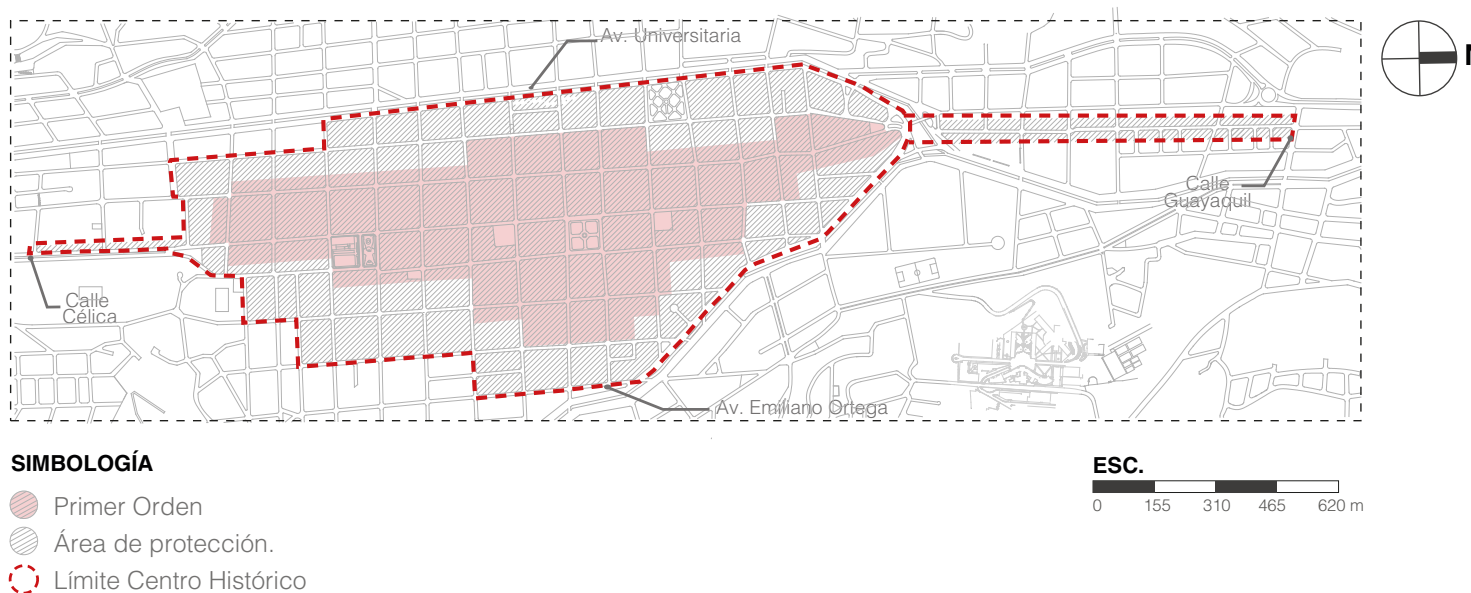 Av. Universitaria
N
Calle
Guayaquil
Calle
Célica
Av. Emiliano Ortega
SIMBOLOGÍA
Primer Orden
Área de protección.
Límite Centro Histórico
ESC.
0 155 310 465 620 m